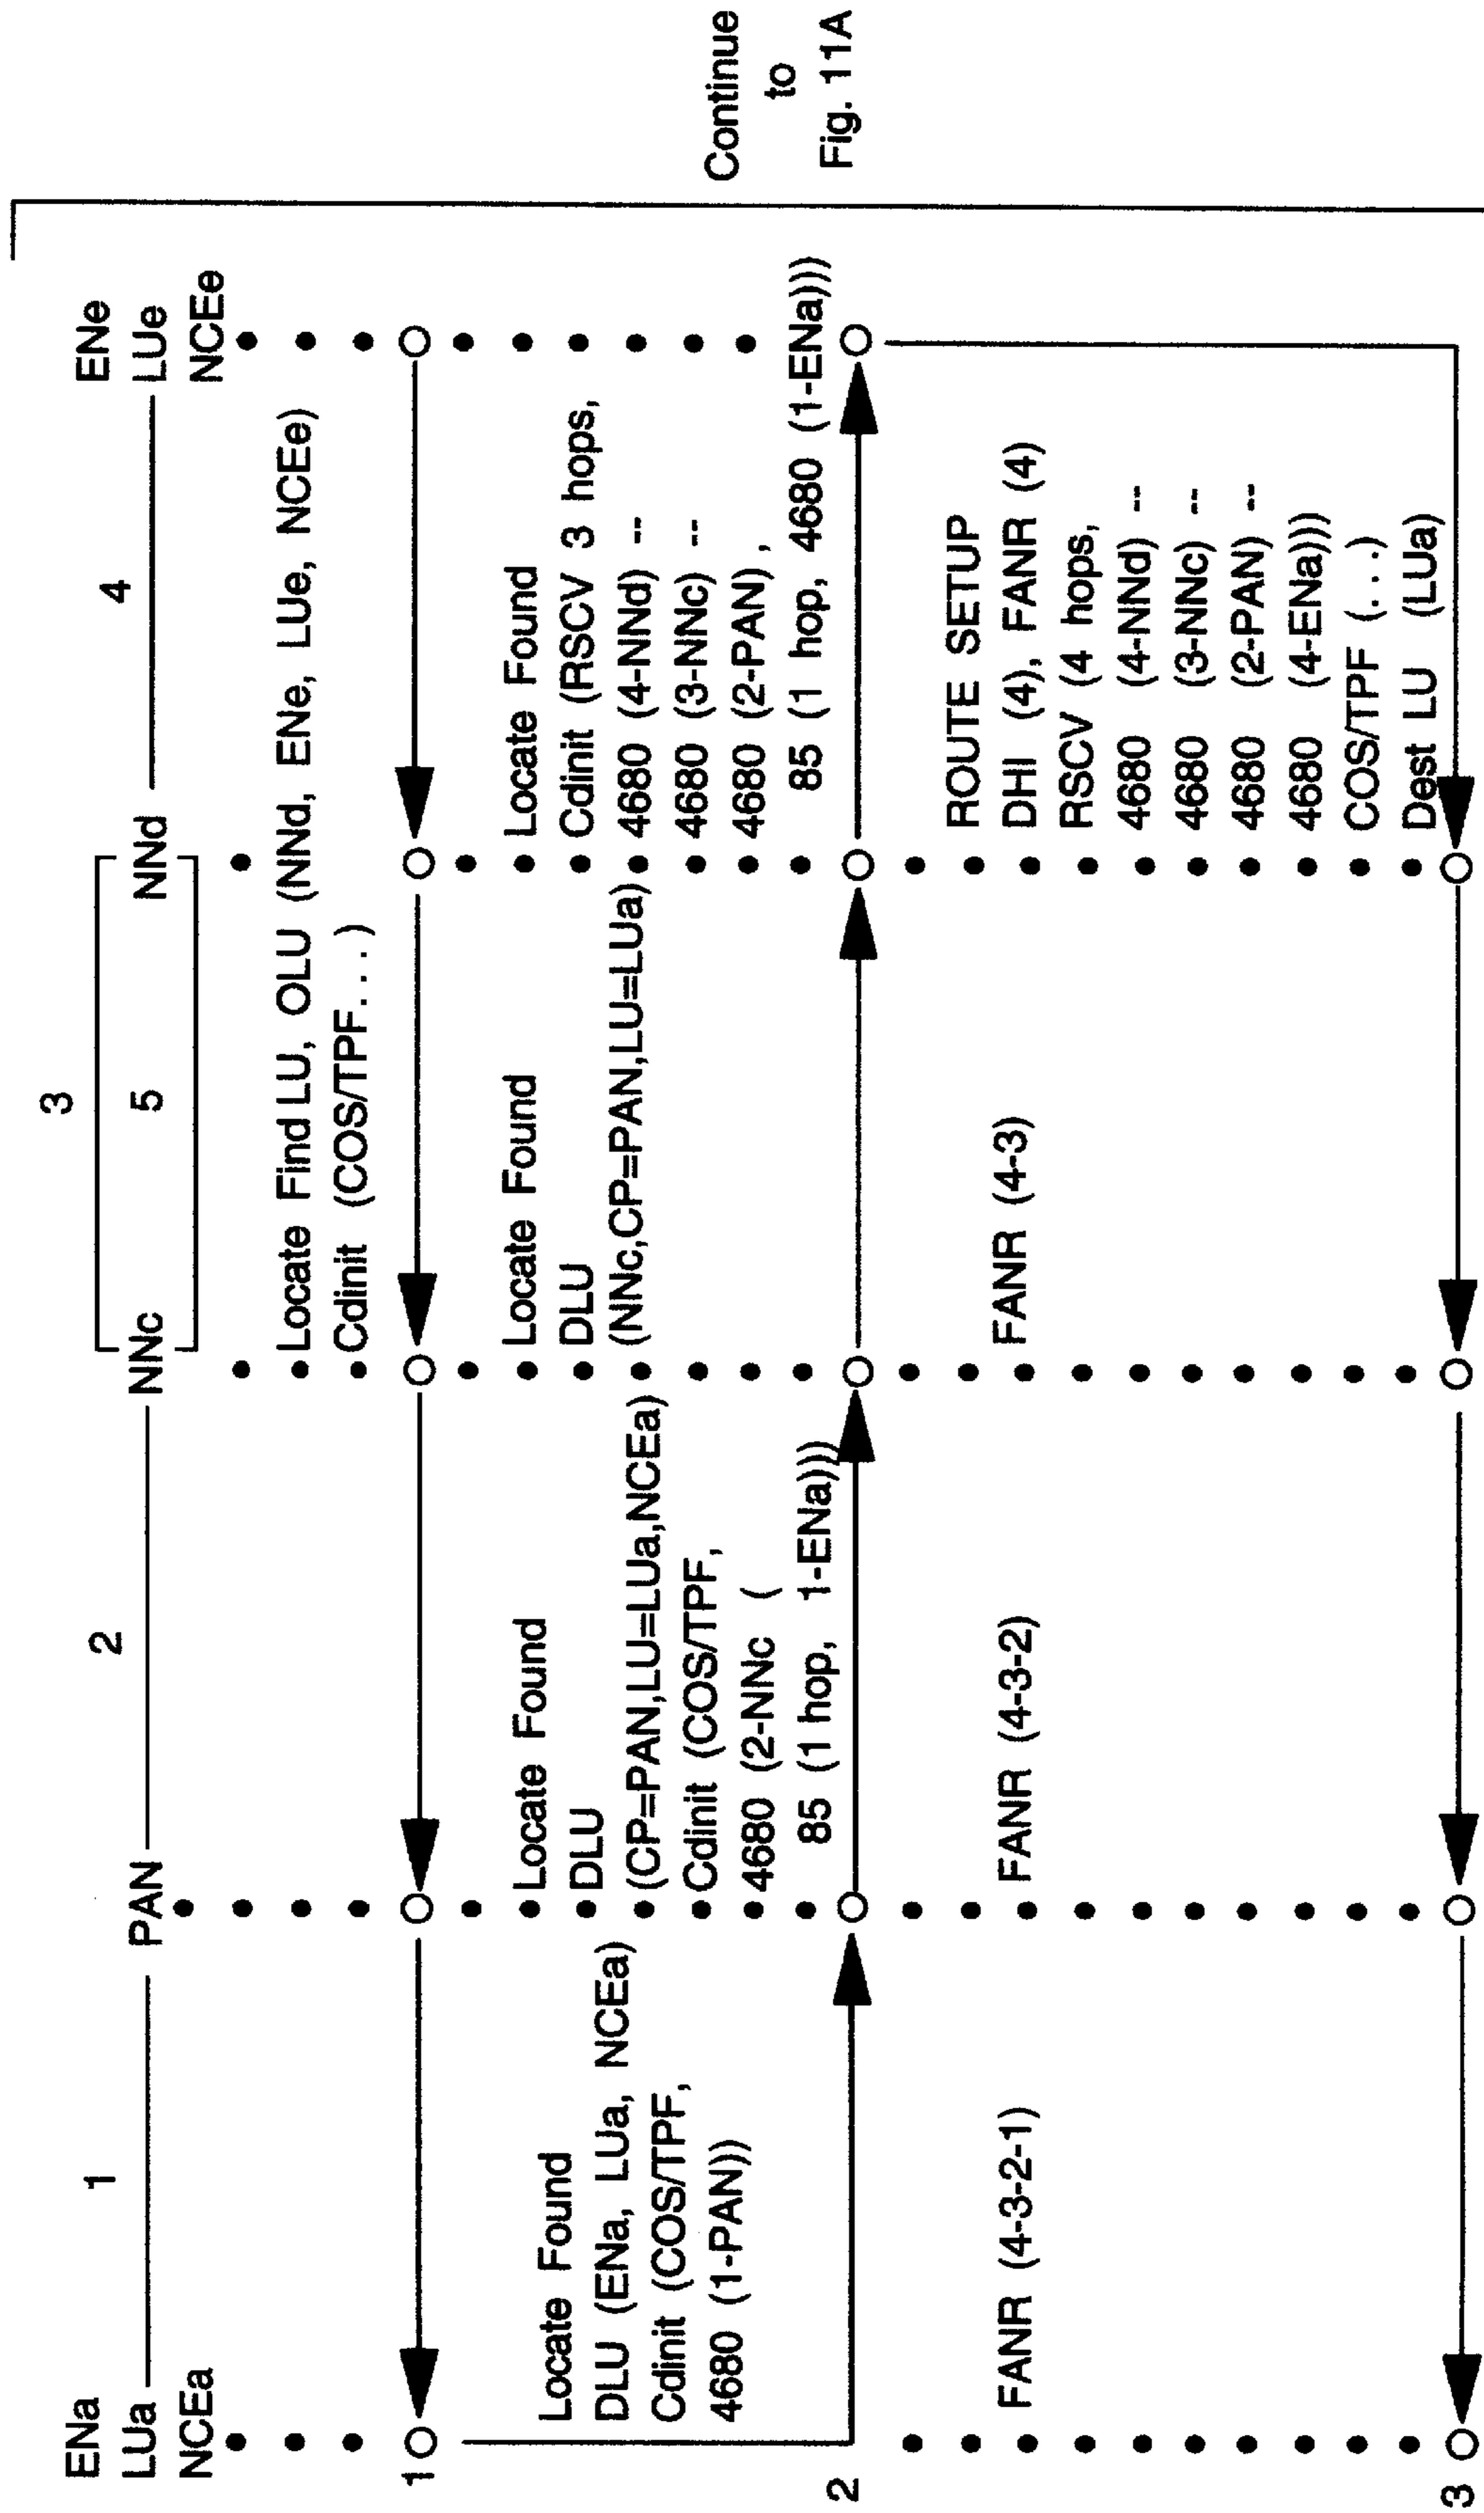 ENa
LUa
NCEa
1
PAN
2
NNc
3
5
NNd
4
ENe
LUe
NCEe
Continue
to
Fig. 11A
Locate Find LU, OLU (NNd, ENe, LUe, NCEe)
Cdinit (COS/TPF....)
1
Locate Found
DLU (ENa, LUa, NCEa)
Cdinit (COS/TPF,
4680 (1-PAN))
Locate Found
DLU
(CP=PAN,LU=LUa,NCEa)
Cdinit (COS/TPF,
4680 (2-NNc (
85 (1 hop, 1-ENa)))
Locate Found
DLU
(NNc,CP=PAN,LU=LUa)
Locate Found
Cdinit (RSCV 3 hops,
4680 (4-NNd) --
4680 (3-NNc) --
4680 (2-PAN) ,
85 (1 hop, 4680 (1-ENa)))
2
FANR (4-3-2-1)
FANR (4-3-2)
FANR (4-3)
ROUTE SETUP
DHI (4), FANR (4)
RSCV (4 hops,
4680 (4-NNd) --
4680 (3-NNc) --
4680 (2-PAN) --
4680 (4-ENa)))
COS/TPF (...)
Dest LU (LUa)
3